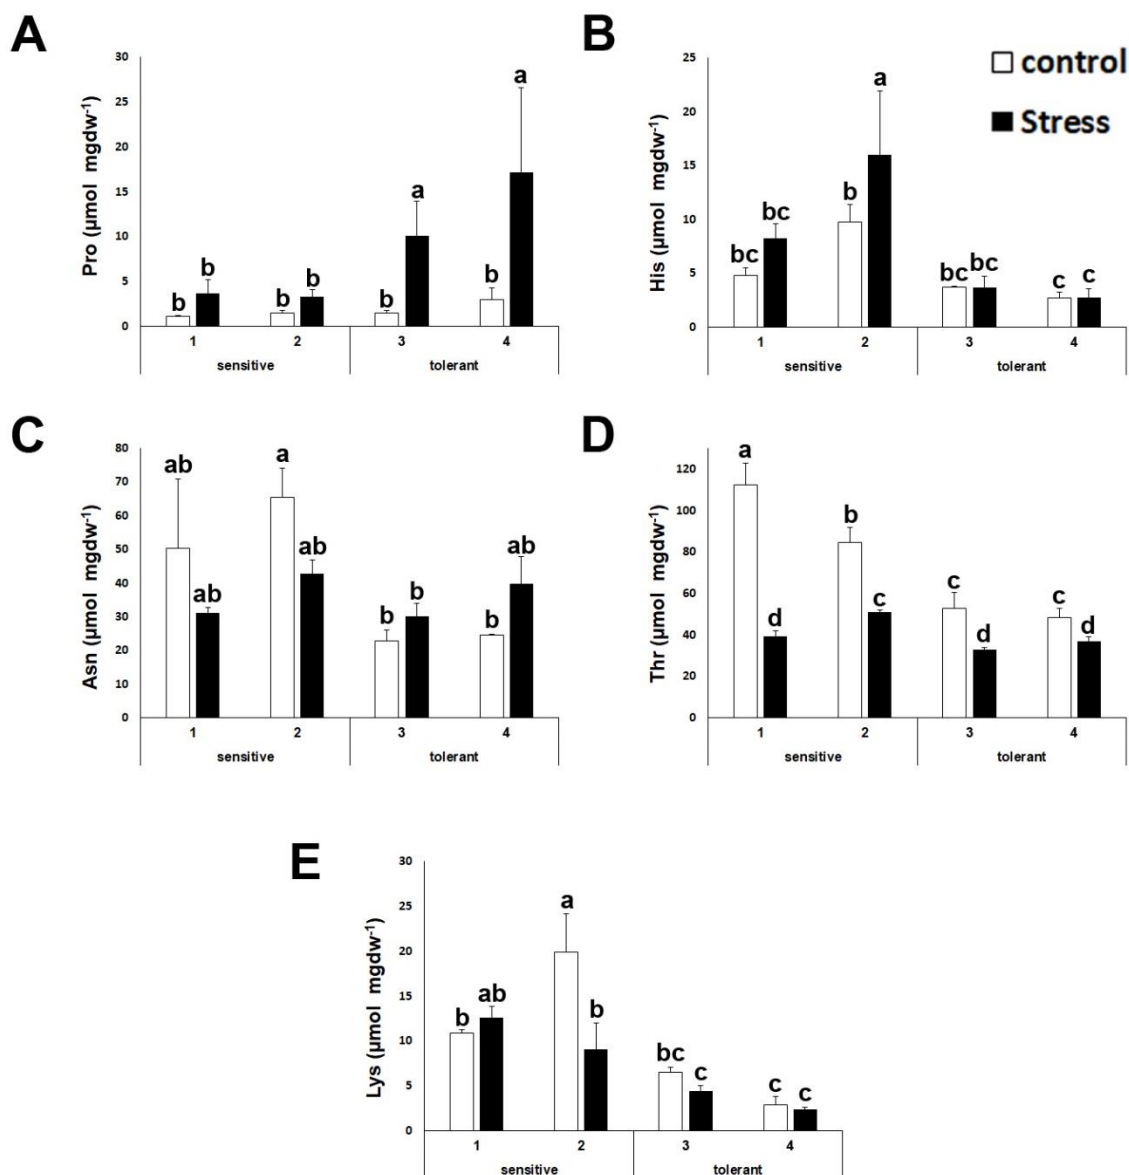 A
Pro (µmol mgdw-1)
30
25
20
15
10
5
0
b
b
b
b
b
a
b
a
1
2
3
4
sensitive
tolerant
B
control
Stress
His (µmol mgdw-1)
25
20
15
10
5
0
bc
bc
b
a
bc
bc
c
c
1
2
3
4
sensitive
tolerant
C
Asn (µmol mgdw-1)
80
70
60
50
40
30
20
10
0
ab
ab
a
ab
b
b
b
ab
1
2
3
4
sensitive
tolerant
D
Thr (µmol mgdw-1)
120
100
80
60
40
20
0
a
d
b
c
c
d
c
d
1
2
3
4
sensitive
tolerant
E
Lys (µmol mgdw-1)
30
25
20
15
10
5
0
b
ab
a
b
bc
c
c
c
1
2
3
4
sensitive
tolerant